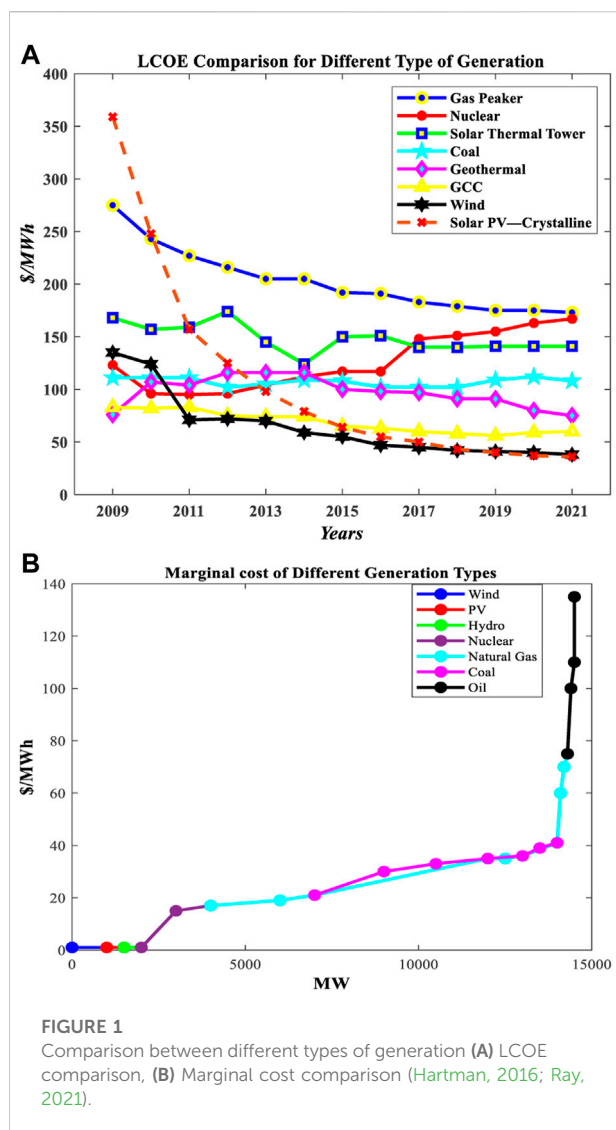 A
LCOE Comparison for Different Type of Generation
400
350
300
250
200
150
100
50
0
$/MWh
Gas Peaker
Nuclear
Solar Thermal Tower
Coal
Geothermal
GCC
Wind
Solar PV—Crystalline
2009 2011 2013 2015 2017 2019 2021
Years
B
Marginal cost of Different Generation Types
140
120
100
80
60
40
20
0
$/MWh
Wind
PV
Hydro
Nuclear
Natural Gas
Coal
Oil
0 5000 10000 15000
MW
FIGURE 1
Comparison between different types of generation (A) LCOE
comparison, (B) Marginal cost comparison (Hartman, 2016; Ray,
2021).